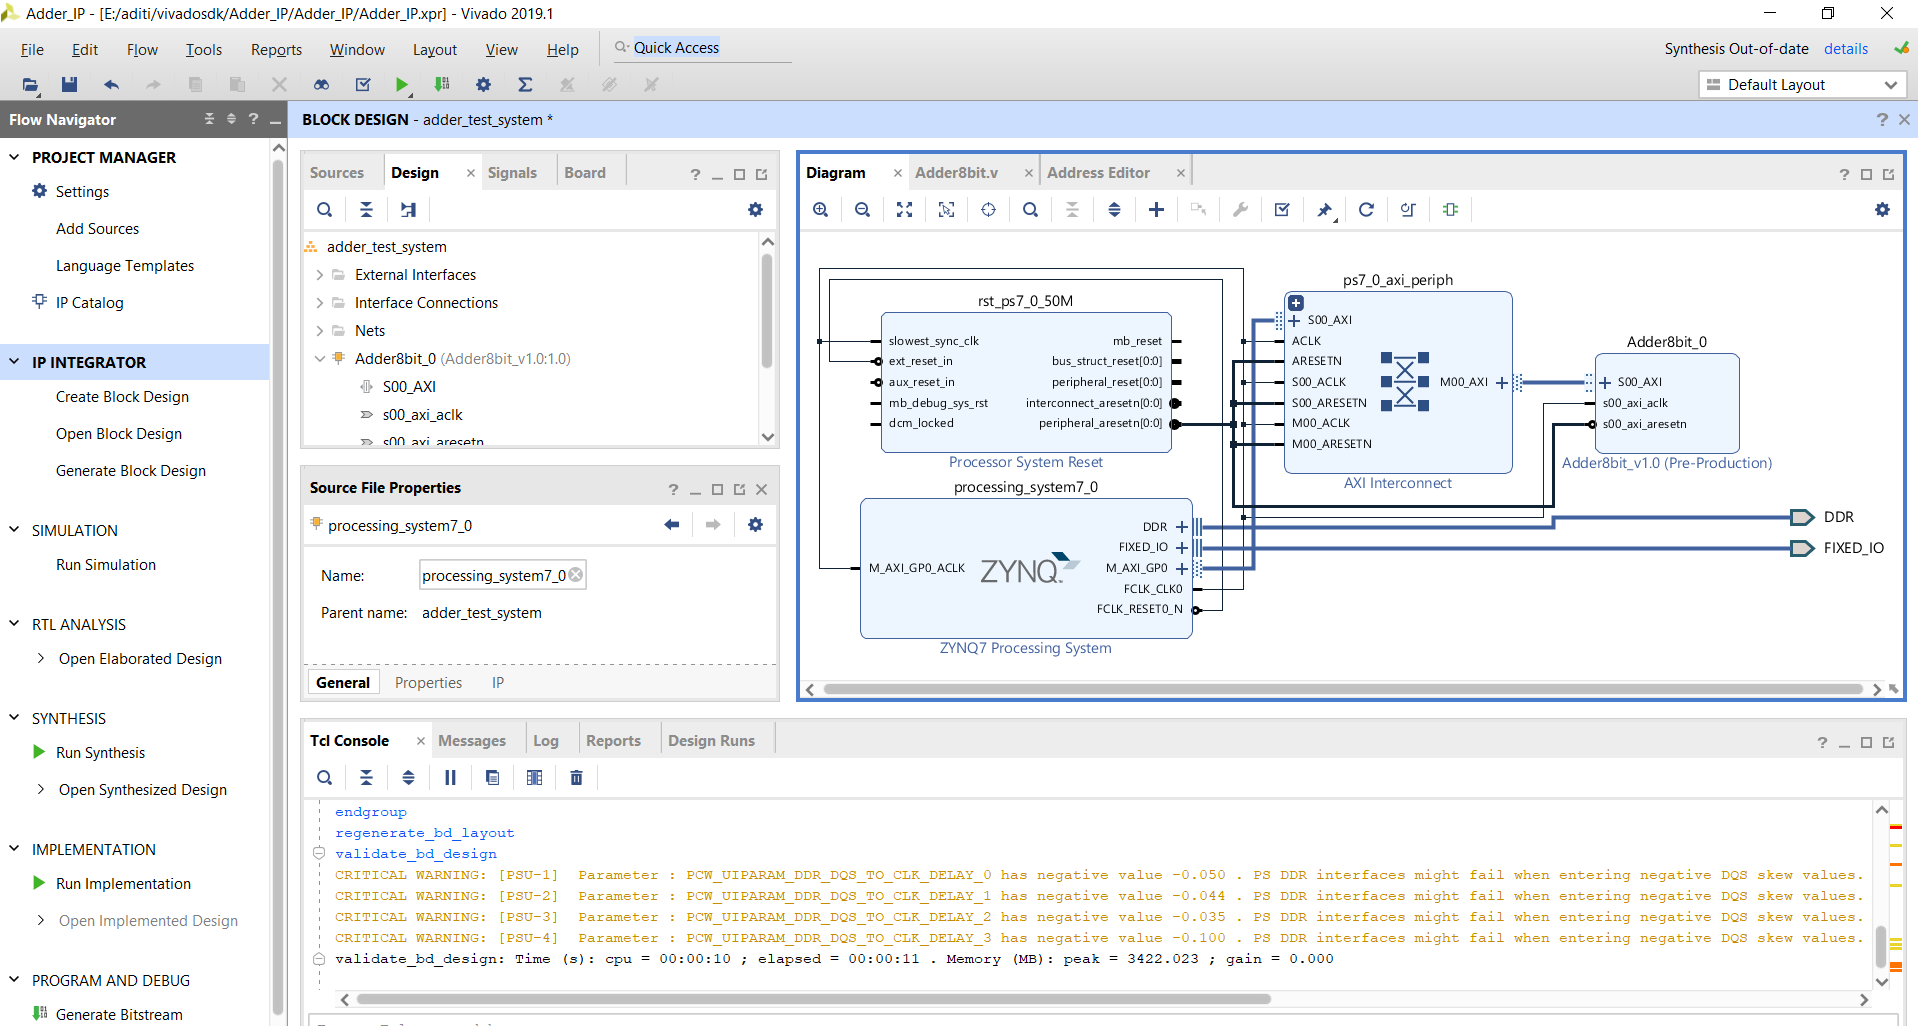 Adder_IP - [E:/aditi/vivadosdk/Adder_IP/Adder_IP/Adder_IP.xpr] - Vivado 2019.1
File Edit Flow Tools Reports Window Layout View Help Quick Access
Synthesis Out-of-date details
Default Layout
Flow Navigator
PROJECT MANAGER
Settings
Add Sources
Language Templates
IP Catalog
IP INTEGRATOR
Create Block Design
Open Block Design
Generate Block Design
SIMULATION
Run Simulation
RTL ANALYSIS
Open Elaborated Design
SYNTHESIS
Run Synthesis
Open Synthesized Design
IMPLEMENTATION
Run Implementation
Open Implemented Design
PROGRAM AND DEBUG
Generate Bitstream
BLOCK DESIGN - adder_test_system *
Sources Design Signals Board
adder_test_system
External Interfaces
Interface Connections
Nets
Adder8bit_0 (Adder8bit_v1.0:1.0)
S00_AXI
s00_axi_aclk
s00_axi_aresetn
Source File Properties
processing_system7_0
Name: processing_system7_0
Parent name: adder_test_system
General Properties IP
Diagram Adder8bit.v Address Editor
rst_ps7_0_50M
slowest_sync_clk
ext_reset_in
aux_reset_in
mb_debug_sys_rst
dcm_locked
mb_reset
bus_struct_reset[0:0]
peripheral_reset[0:0]
interconnect_aresetn[0:0]
peripheral_aresetn[0:0]
Processor System Reset
processing_system7_0
M_AXI_GP0_ACLK
ZYNQ
DDR
FIXED_IO
M_AXI_GP0
FCLK_CLK0
FCLK_RESET0_N
ZYNQ7 Processing System
ps7_0_axi_periph
S00_AXI
ACLK
ARESETN
S00_ACLK
S00_ARESETN
M00_ACLK
M00_ARESETN
M00_AXI
AXI Interconnect
Adder8bit_0
S00_AXI
s00_axi_aclk
s00_axi_aresetn
Adder8bit_v1.0 (Pre-Production)
DDR
FIXED_IO
Tcl Console Messages Log Reports Design Runs
endgroup
regenerate_bd_layout
validate_bd_design
CRITICAL WARNING: [PSU-1]  Parameter : PCW_UIPARAM_DDR_DQS_TO_CLK_DELAY_0 has negative value -0.050 . PS DDR interfaces might fail when entering negative DQS skew values.
CRITICAL WARNING: [PSU-2]  Parameter : PCW_UIPARAM_DDR_DQS_TO_CLK_DELAY_1 has negative value -0.044 . PS DDR interfaces might fail when entering negative DQS skew values.
CRITICAL WARNING: [PSU-3]  Parameter : PCW_UIPARAM_DDR_DQS_TO_CLK_DELAY_2 has negative value -0.035 . PS DDR interfaces might fail when entering negative DQS skew values.
CRITICAL WARNING: [PSU-4]  Parameter : PCW_UIPARAM_DDR_DQS_TO_CLK_DELAY_3 has negative value -0.100 . PS DDR interfaces might fail when entering negative DQS skew values.
validate_bd_design: Time (s): cpu = 00:00:10 ; elapsed = 00:00:11 . Memory (MB): peak = 3422.023 ; gain = 0.000